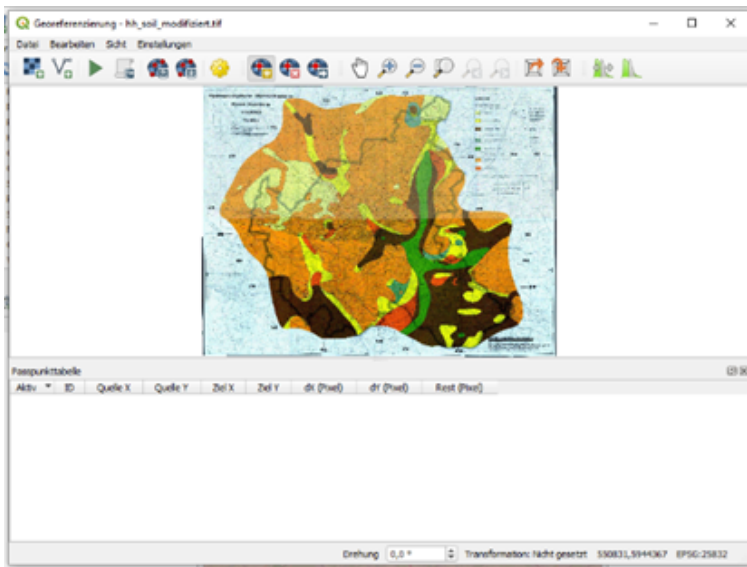 Georeferenzierung - hh_soil_modifiziert.tif
Datei Bearbeiten Sicht Einstellungen
Passpunkttabelle
Aktiv ID Quelle X Quelle Y Ziel X Ziel Y dX (Pixel) dY (Pixel) Rest (Pixel)
Drehung 0,0 ° Transformation: Nicht gesetzt 550831,5944367 EPSG:25832